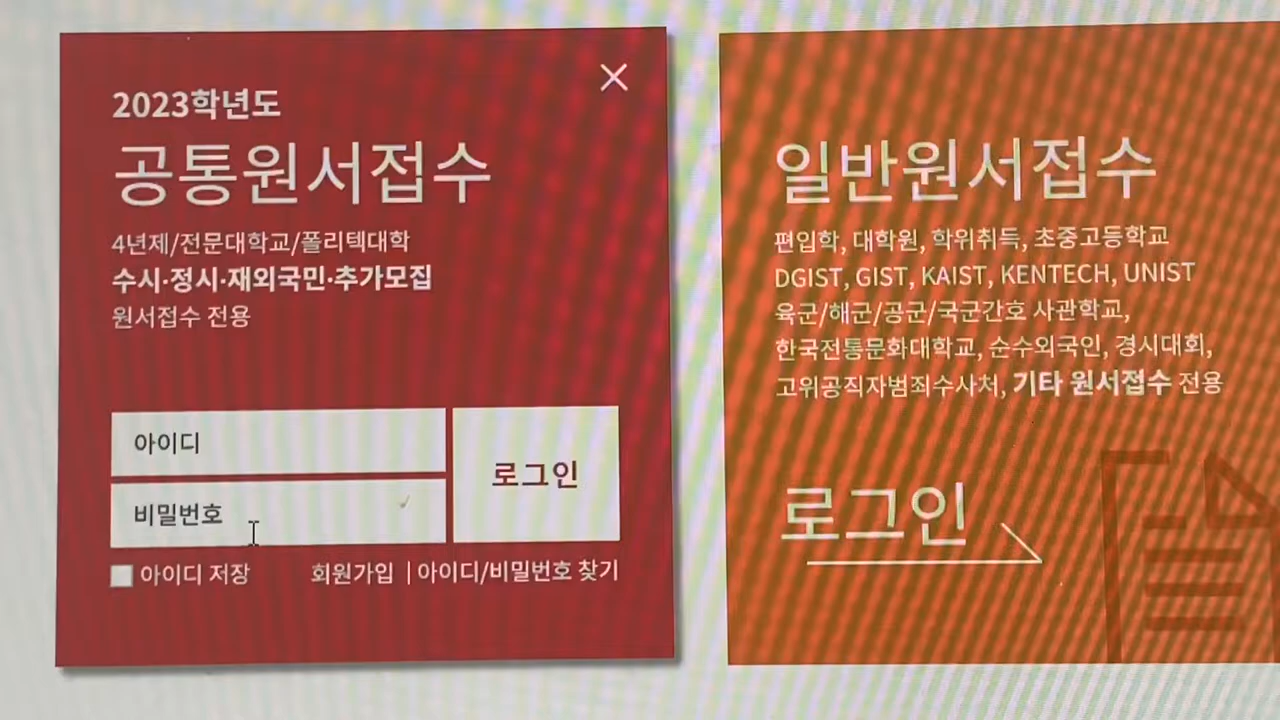 2023학년도
공통원서접수
4년제/전문대학교/폴리텍대학
수시·정시·재외국민·추가모집
원서접수 전용
아이디
비밀번호
로그인
아이디 저장
회원가입 | 아이디/비밀번호 찾기
일반원서접수
편입학, 대학원, 학위취득, 초중고등학교
DGIST, GIST, KAIST, KENTECH, UNIST
육군/해군/공군/국군간호 사관학교,
한국전통문화대학교, 순수외국인, 경시대회,
고위공직자범죄수사처, 기타 원서접수 전용
로그인